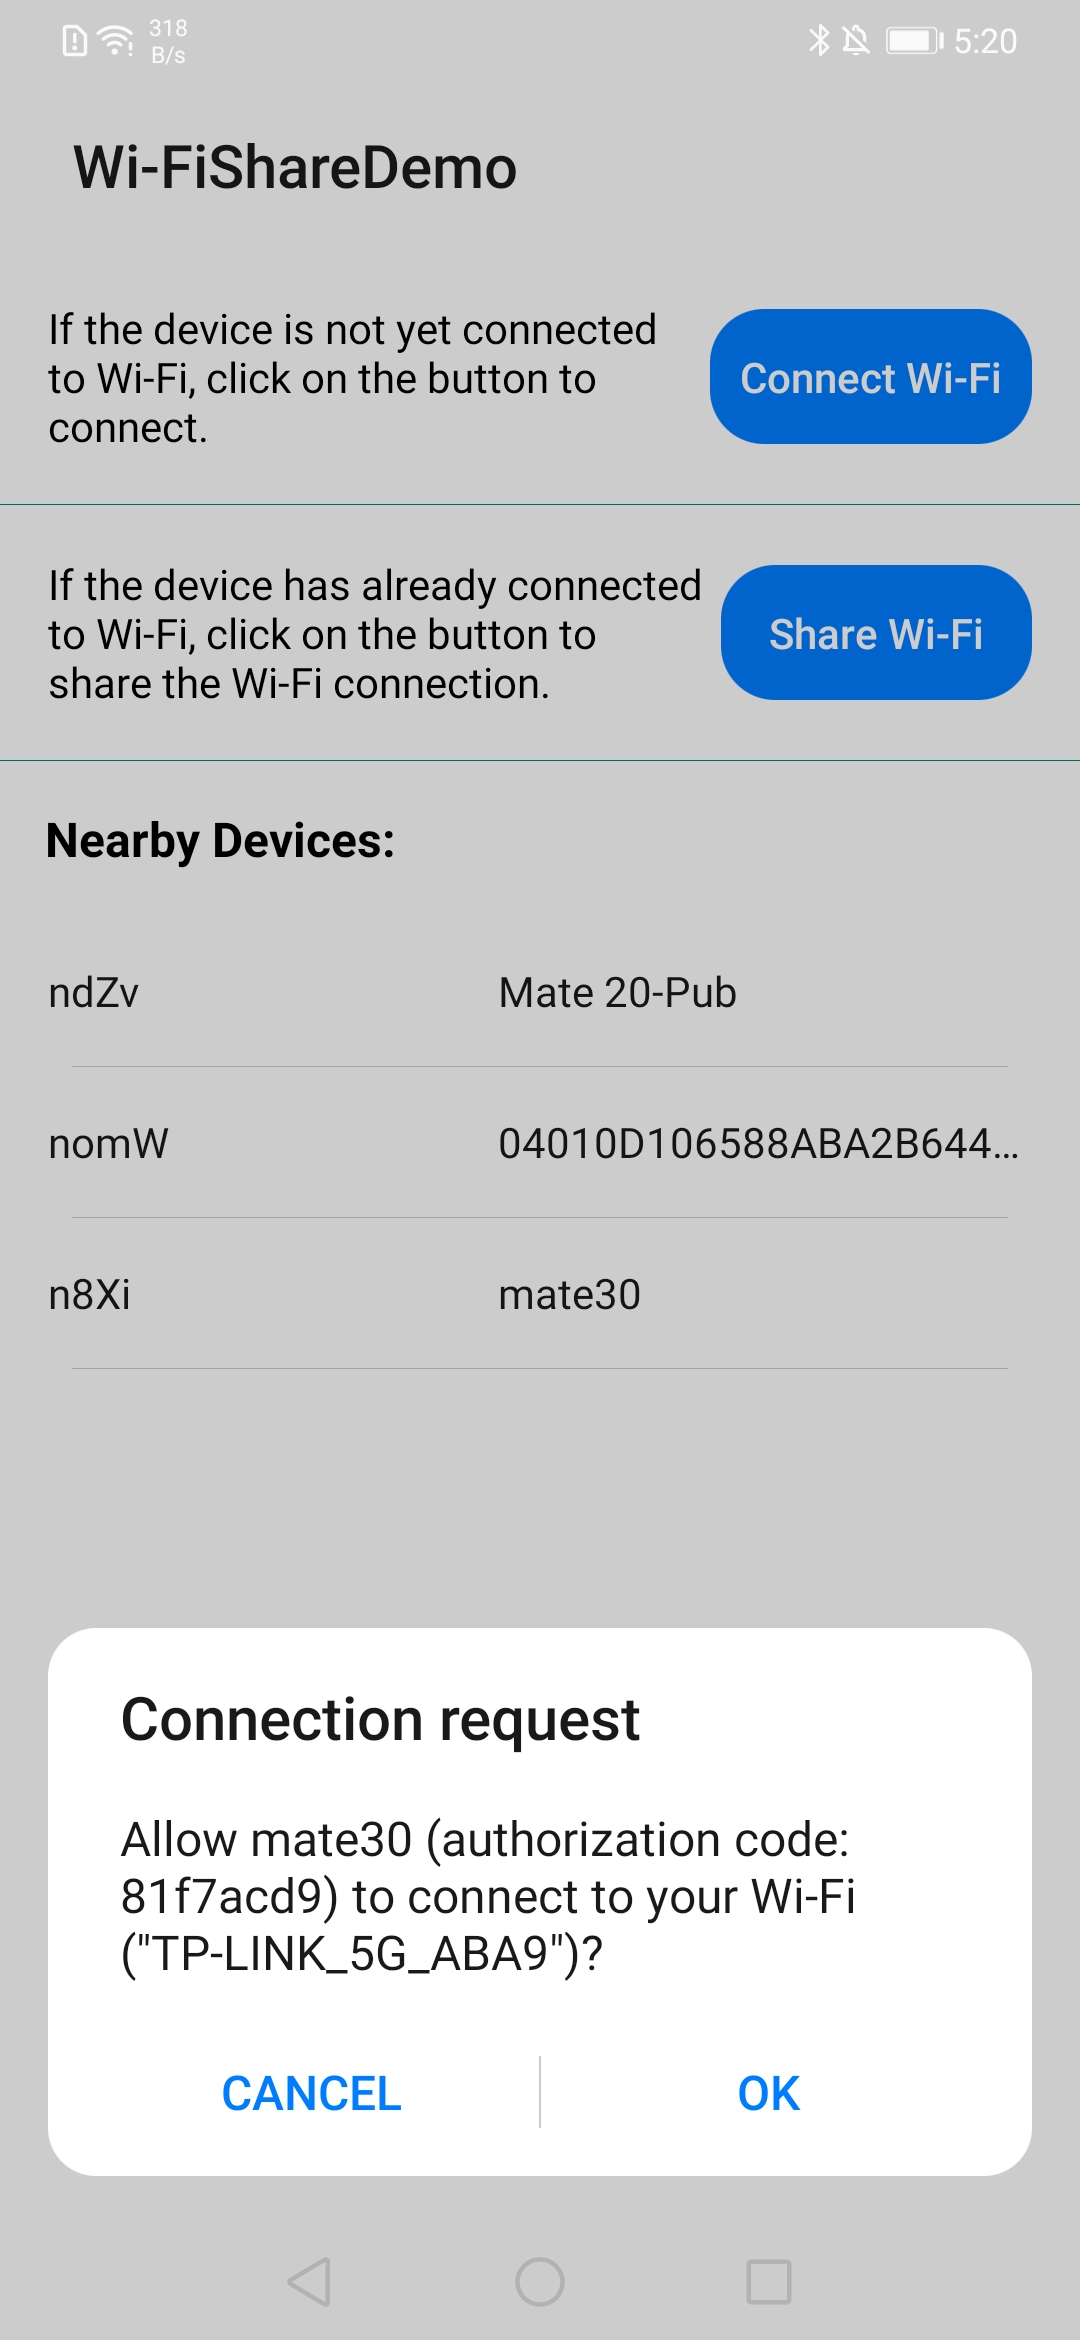 318
B/s
5:20
Wi-FiShareDemo
If the device is not yet connected
to Wi-Fi, click on the button to
connect.
Connect Wi-Fi
If the device has already connected
to Wi-Fi, click on the button to
share the Wi-Fi connection.
Share Wi-Fi
Nearby Devices:
ndZv Mate 20-Pub
nomW 04010D106588ABA2B644...
n8Xi mate30
Connection request
Allow mate30 (authorization code:
81f7acd9) to connect to your Wi-Fi
("TP-LINK_5G_ABA9")?
CANCEL OK